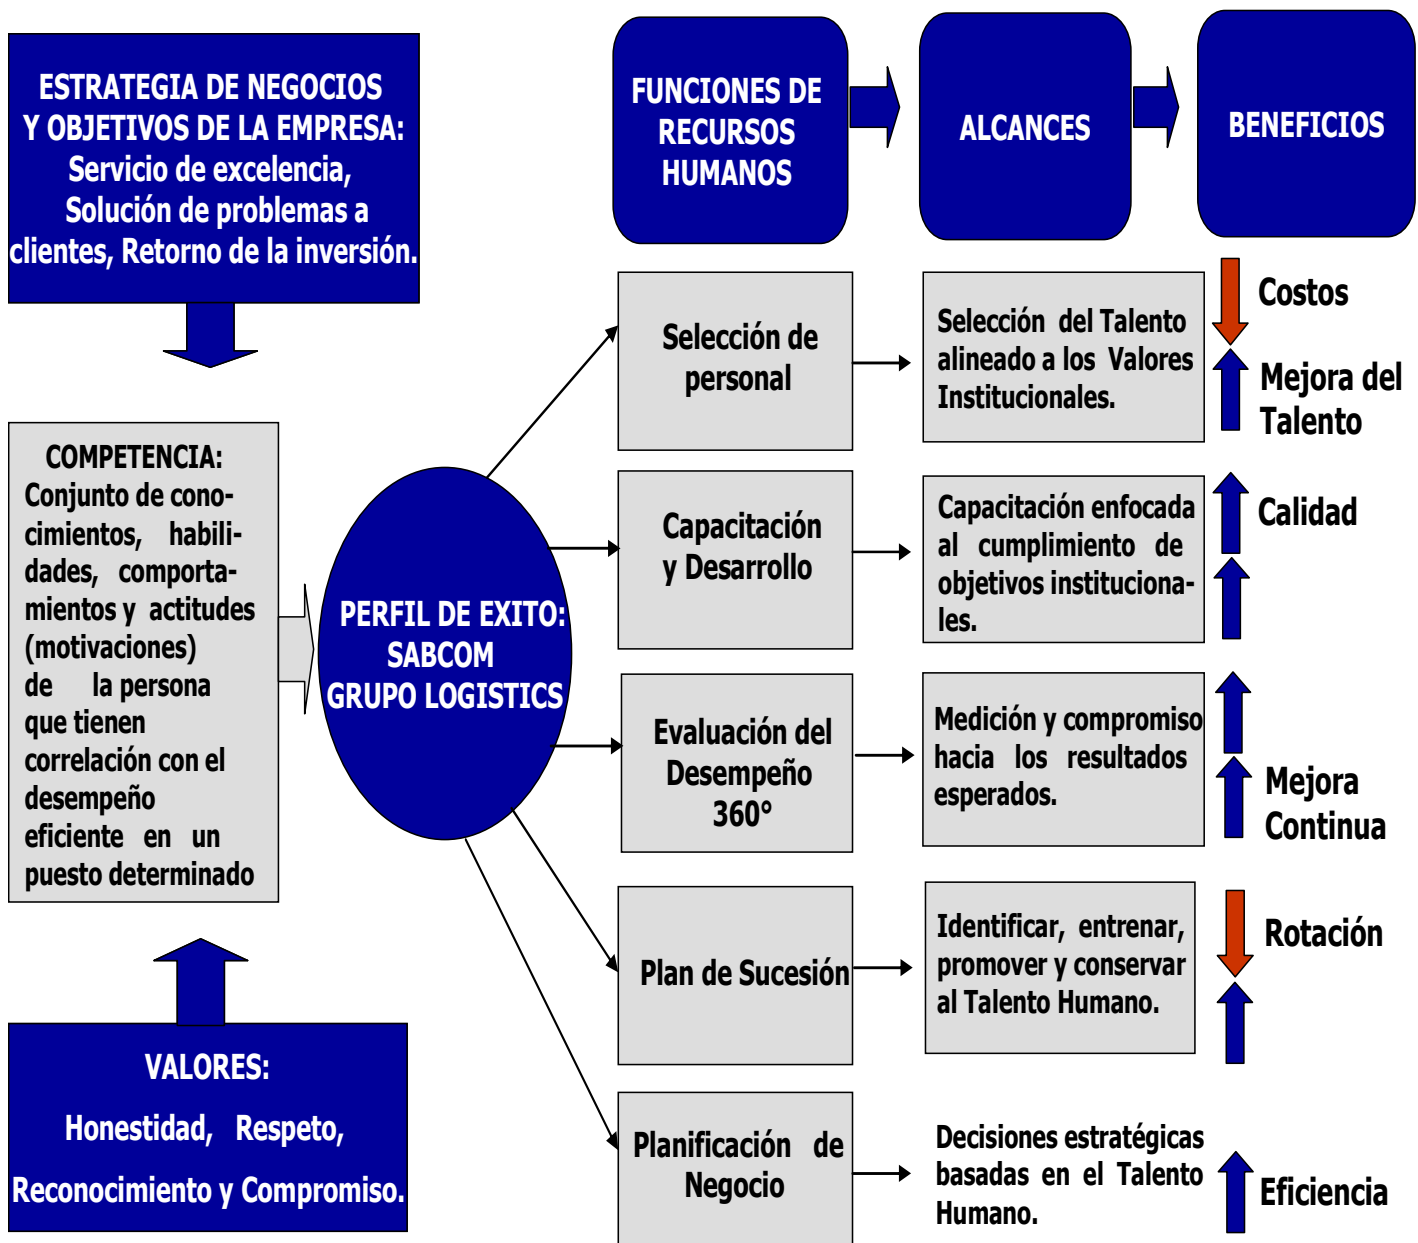 ESTRATEGIA DE NEGOCIOS
Y OBJETIVOS DE LA EMPRESA:
Servicio de excelencia,
Solución de problemas a
clientes, Retorno de la inversión.
COMPETENCIA:
Conjunto de cono-
cimientos, habili-
dades, comporta-
mientos y actitudes
(motivaciones)
de la persona
que tienen
correlación con el
desempeño
eficiente en un
puesto determinado
VALORES:
Honestidad, Respeto,
Reconocimiento y Compromiso.
PERFIL DE EXITO:
SABCOM
GRUPO LOGISTICS
FUNCIONES DE
RECURSOS
HUMANOS
ALCANCES
BENEFICIOS
Selección de
personal
Selección del Talento
alineado a los Valores
Institucionales.
Costos
Mejora del
Talento
Capacitación
y Desarrollo
Capacitación enfocada
al cumplimiento de
objetivos instituciona-
les.
Calidad
Evaluación del
Desempeño
360°
Medición y compromiso
hacia los resultados
esperados.
Mejora
Continua
Plan de Sucesión
Identificar, entrenar,
promover y conservar
al Talento Humano.
Rotación
Planificación de
Negocio
Decisiones estratégicas
basadas en el Talento
Humano.
Eficiencia